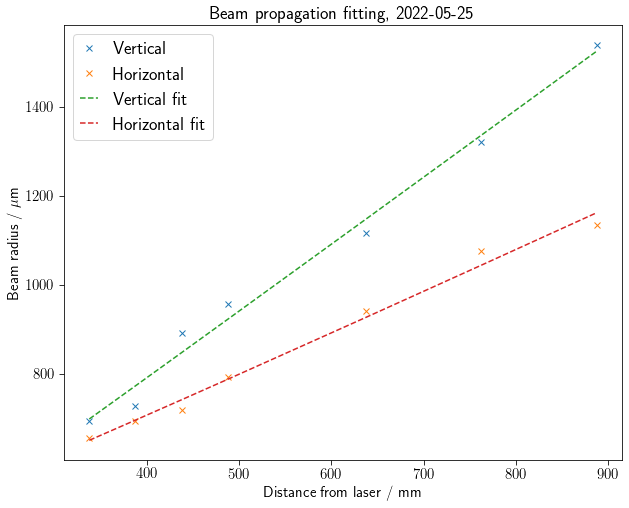 Beam propagation fitting, 2022-05-25
Vertical
Horizontal
Vertical fit
Horizontal fit
1400
1200
1000
800
Beam radius / μm
400 500 600 700 800 900
Distance from laser / mm